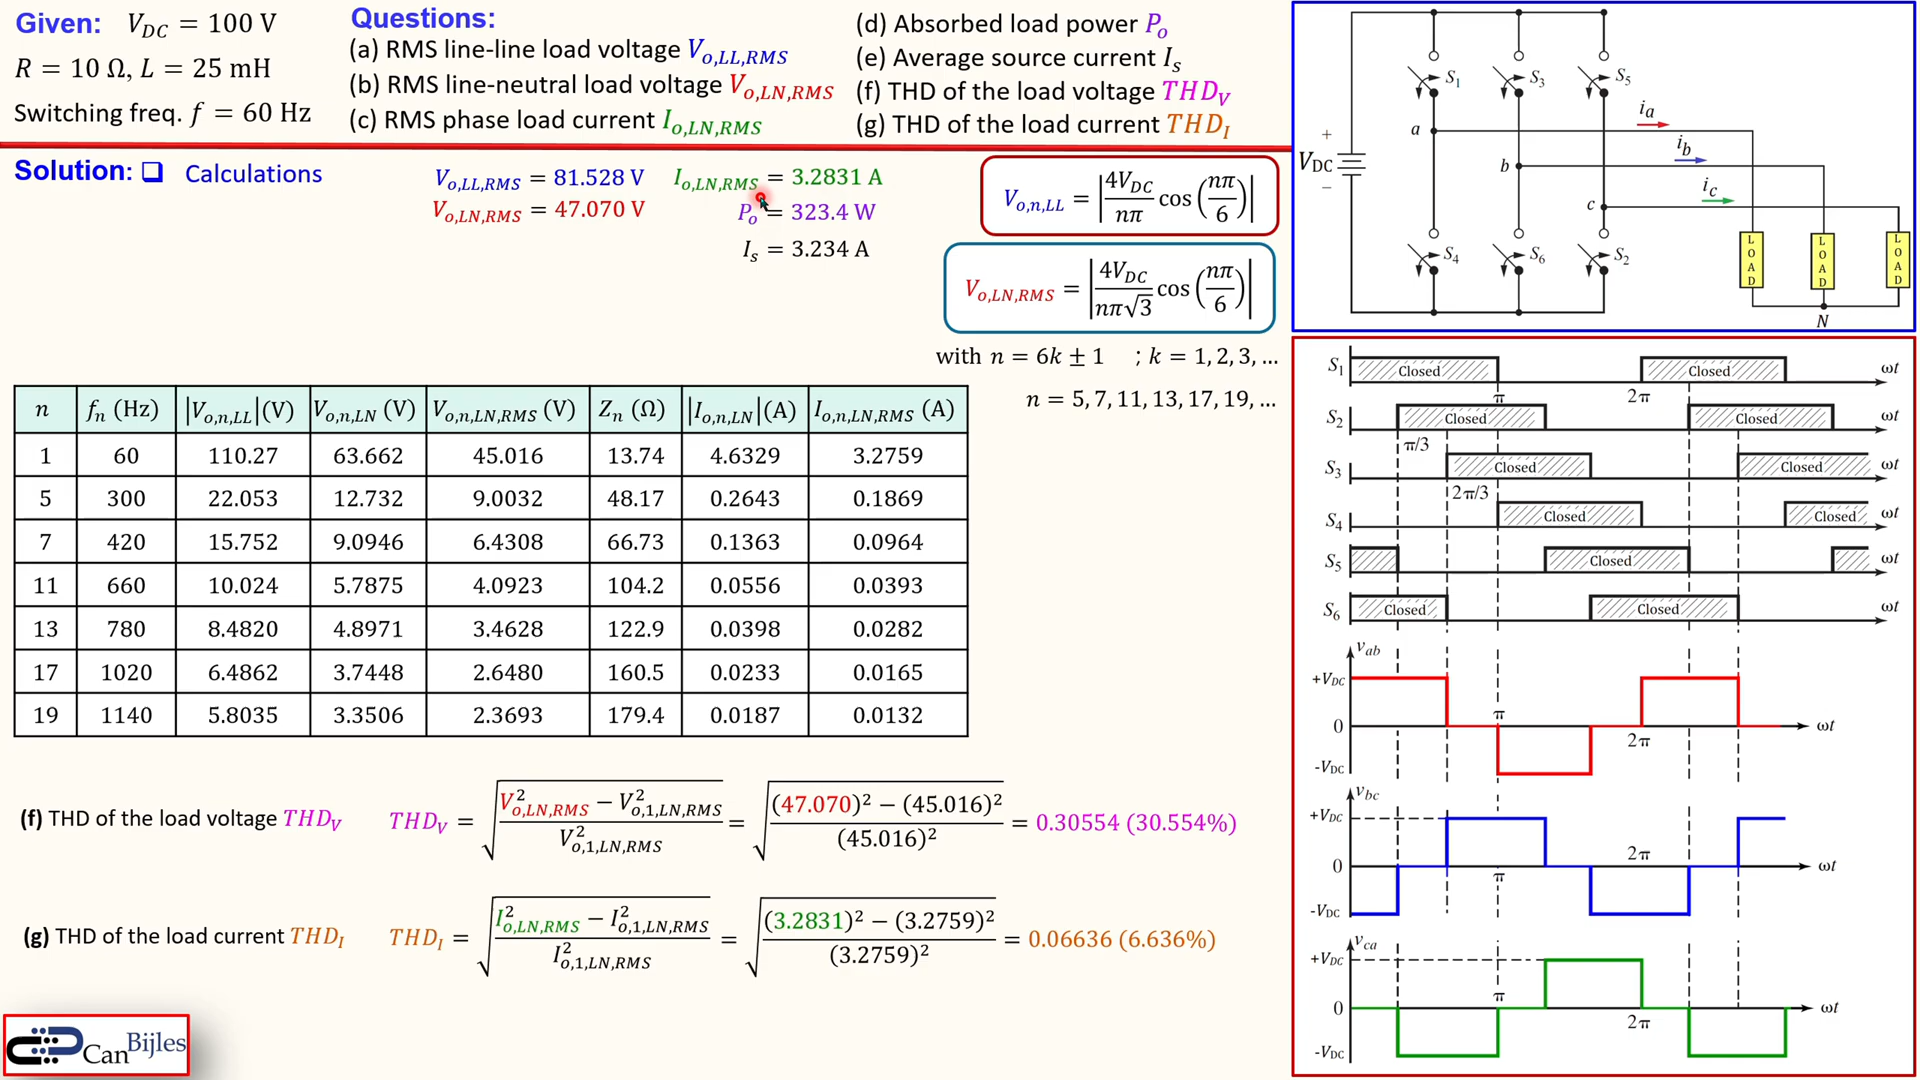 Given: V_DC = 100 V
R = 10 Ω, L = 25 mH
Switching freq. f = 60 Hz
Questions:
(a) RMS line-line load voltage V_o,LL,RMS
(b) RMS line-neutral load voltage V_o,LN,RMS
(c) RMS phase load current I_o,LN,RMS
(d) Absorbed load power P_o
(e) Average source current I_s
(f) THD of the load voltage THD_V
(g) THD of the load current THD_I
Solution: ❑ Calculations
V_o,LL,RMS = 81.528 V
V_o,LN,RMS = 47.070 V
I_o,LN,RMS = 3.2831 A
P_o = 323.4 W
I_s = 3.234 A
V_o,n,LL = |4V_DC/nπ cos(nπ/6)|
V_o,LN,RMS = |4V_DC/nπ√3 cos(nπ/6)|
with n = 6k ± 1 ; k = 1, 2, 3, ...
n = 5, 7, 11, 13, 17, 19, ...
n f_n (Hz) |V_o,n,LL|(V) V_o,n,LN (V) V_o,n,LN,RMS (V) Z_n (Ω) |I_o,n,LN|(A) I_o,n,LN,RMS (A)
1 60 110.27 63.662 45.016 13.74 4.6329 3.2759
5 300 22.053 12.732 9.0032 48.17 0.2643 0.1869
7 420 15.752 9.0946 6.4308 66.73 0.1363 0.0964
11 660 10.024 5.7875 4.0923 104.2 0.0556 0.0393
13 780 8.4820 4.8971 3.4628 122.9 0.0398 0.0282
17 1020 6.4862 3.7448 2.6480 160.5 0.0233 0.0165
19 1140 5.8035 3.3506 2.3693 179.4 0.0187 0.0132
(f) THD of the load voltage THD_V THD_V = √((V²_o,LN,RMS − V²_o,1,LN,RMS)/V²_o,1,LN,RMS) = √(((47.070)² − (45.016)²)/(45.016)²) = 0.30554 (30.554%)
(g) THD of the load current THD_I THD_I = √((I²_o,LN,RMS − I²_o,1,LN,RMS)/I²_o,1,LN,RMS) = √(((3.2831)² − (3.2759)²)/(3.2759)²) = 0.06636 (6.636%)
CanBijles
S1 S3 S5
i_a
a
+
i_b
V_DC
b
−
i_c
c
S4 S6 S2
LOAD LOAD LOAD
N
S1 Closed Closed ωt
π 2π
S2 Closed Closed ωt
π/3
S3 Closed Closed ωt
2π/3
S4 Closed Closed ωt
S5 Closed ωt
S6 Closed Closed ωt
v_ab
+V_DC
π
0 ωt
2π
-V_DC
v_bc
+V_DC
2π
0 ωt
π
-V_DC
v_ca
+V_DC
π
0 ωt
2π
-V_DC